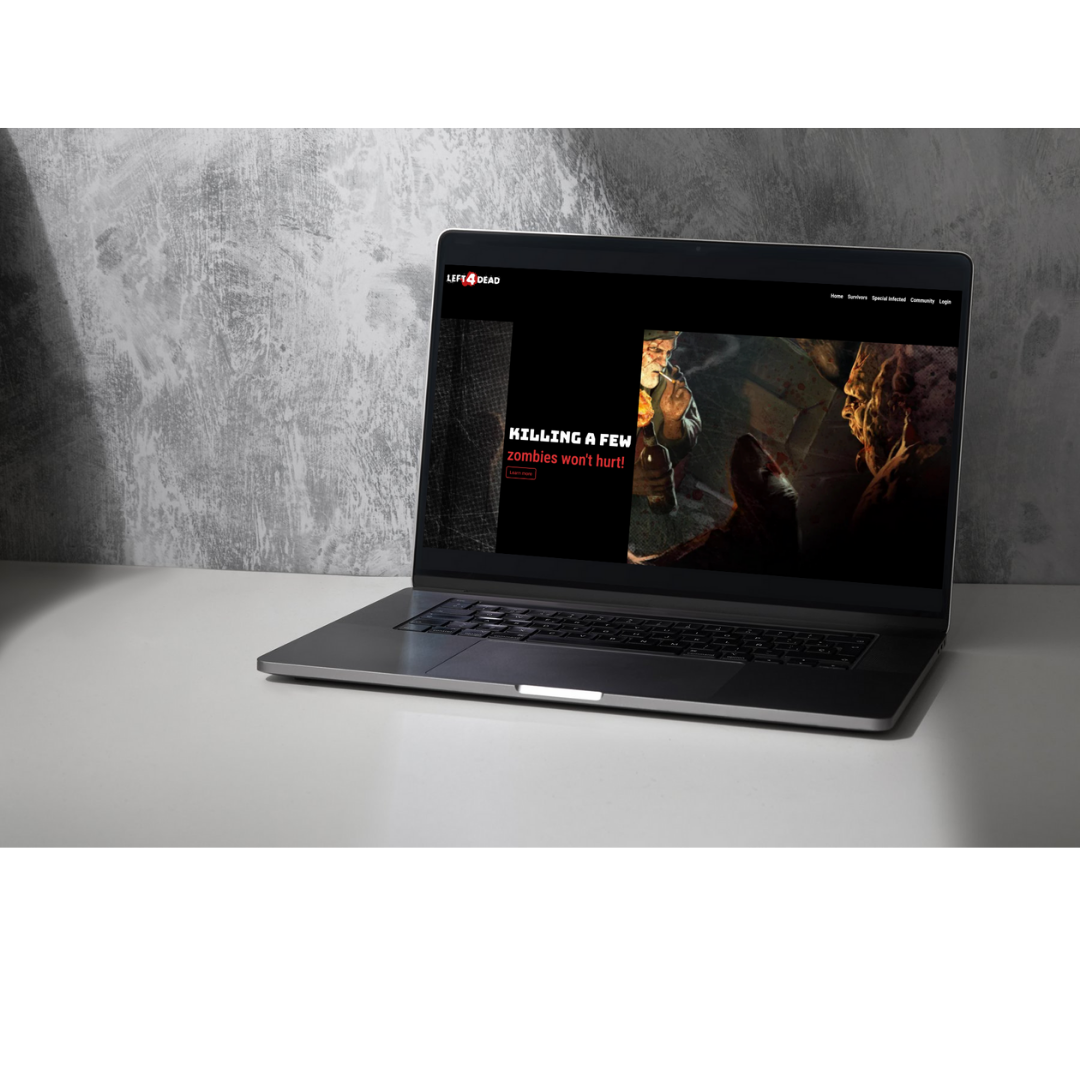 LEFT 4 DEAD
Home Survivors Special Infected Community Login
KILLING A FEW
zombies won't hurt!
Learn more